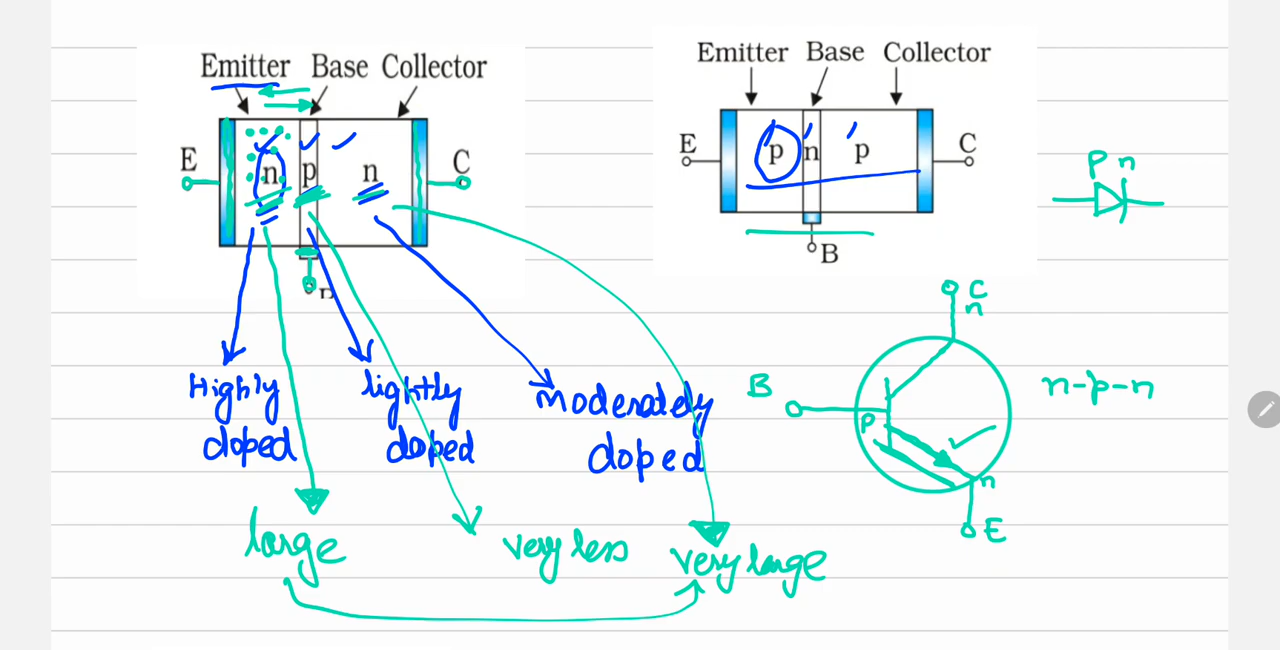 Emitter Base Collector
E n p n C
Emitter Base Collector
E p n p C
B
P n
Highly doped
lightly doped
moderately doped
large
very less
very large
C
n
B
P
n
E
n-p-n